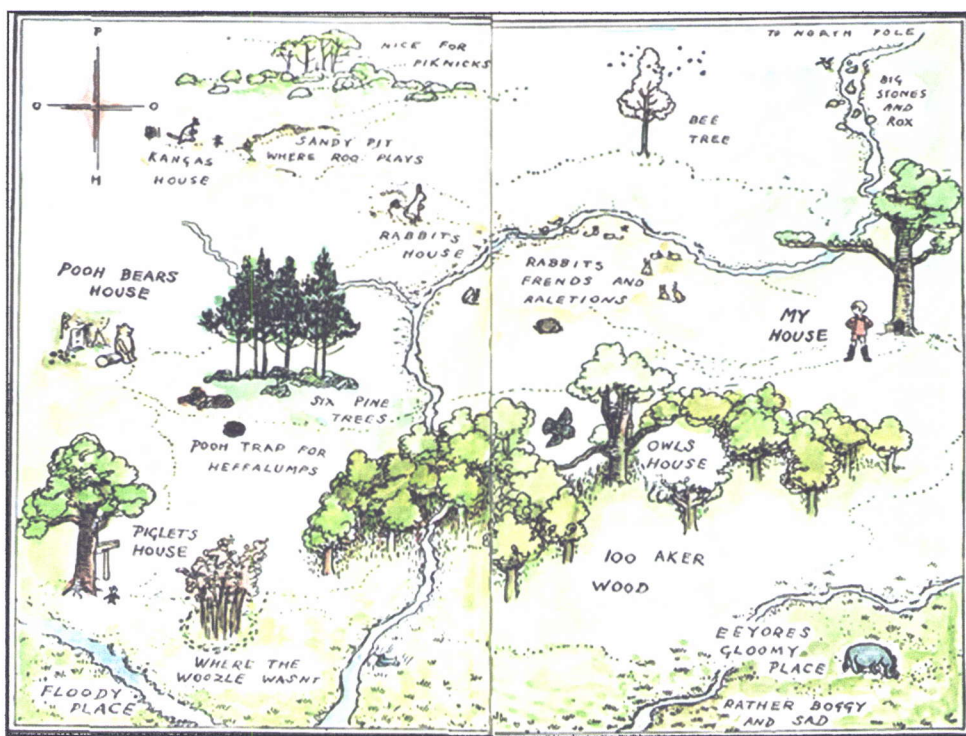 P
O O
H
NICE FOR
PIKNICKS
TO NORTH POLE
BIG
STONES
AND
ROX
BEE
TREE
KANGAS
HOUSE
SANDY PIT
WHERE ROO PLAYS
RABBITS
HOUSE
RABBITS
FRENDS AND
RALETIONS
POOH BEARS
HOUSE
MY
HOUSE
SIX PINE
TREES
POOH TRAP FOR
HEFFALUMPS
OWLS
HOUSE
PIGLETS
HOUSE
100 AKER
WOOD
WHERE THE
WOOZLE WASNT
EEYORES
GLOOMY
PLACE
FLOODY
PLACE
RATHER BOGGY
AND SAD